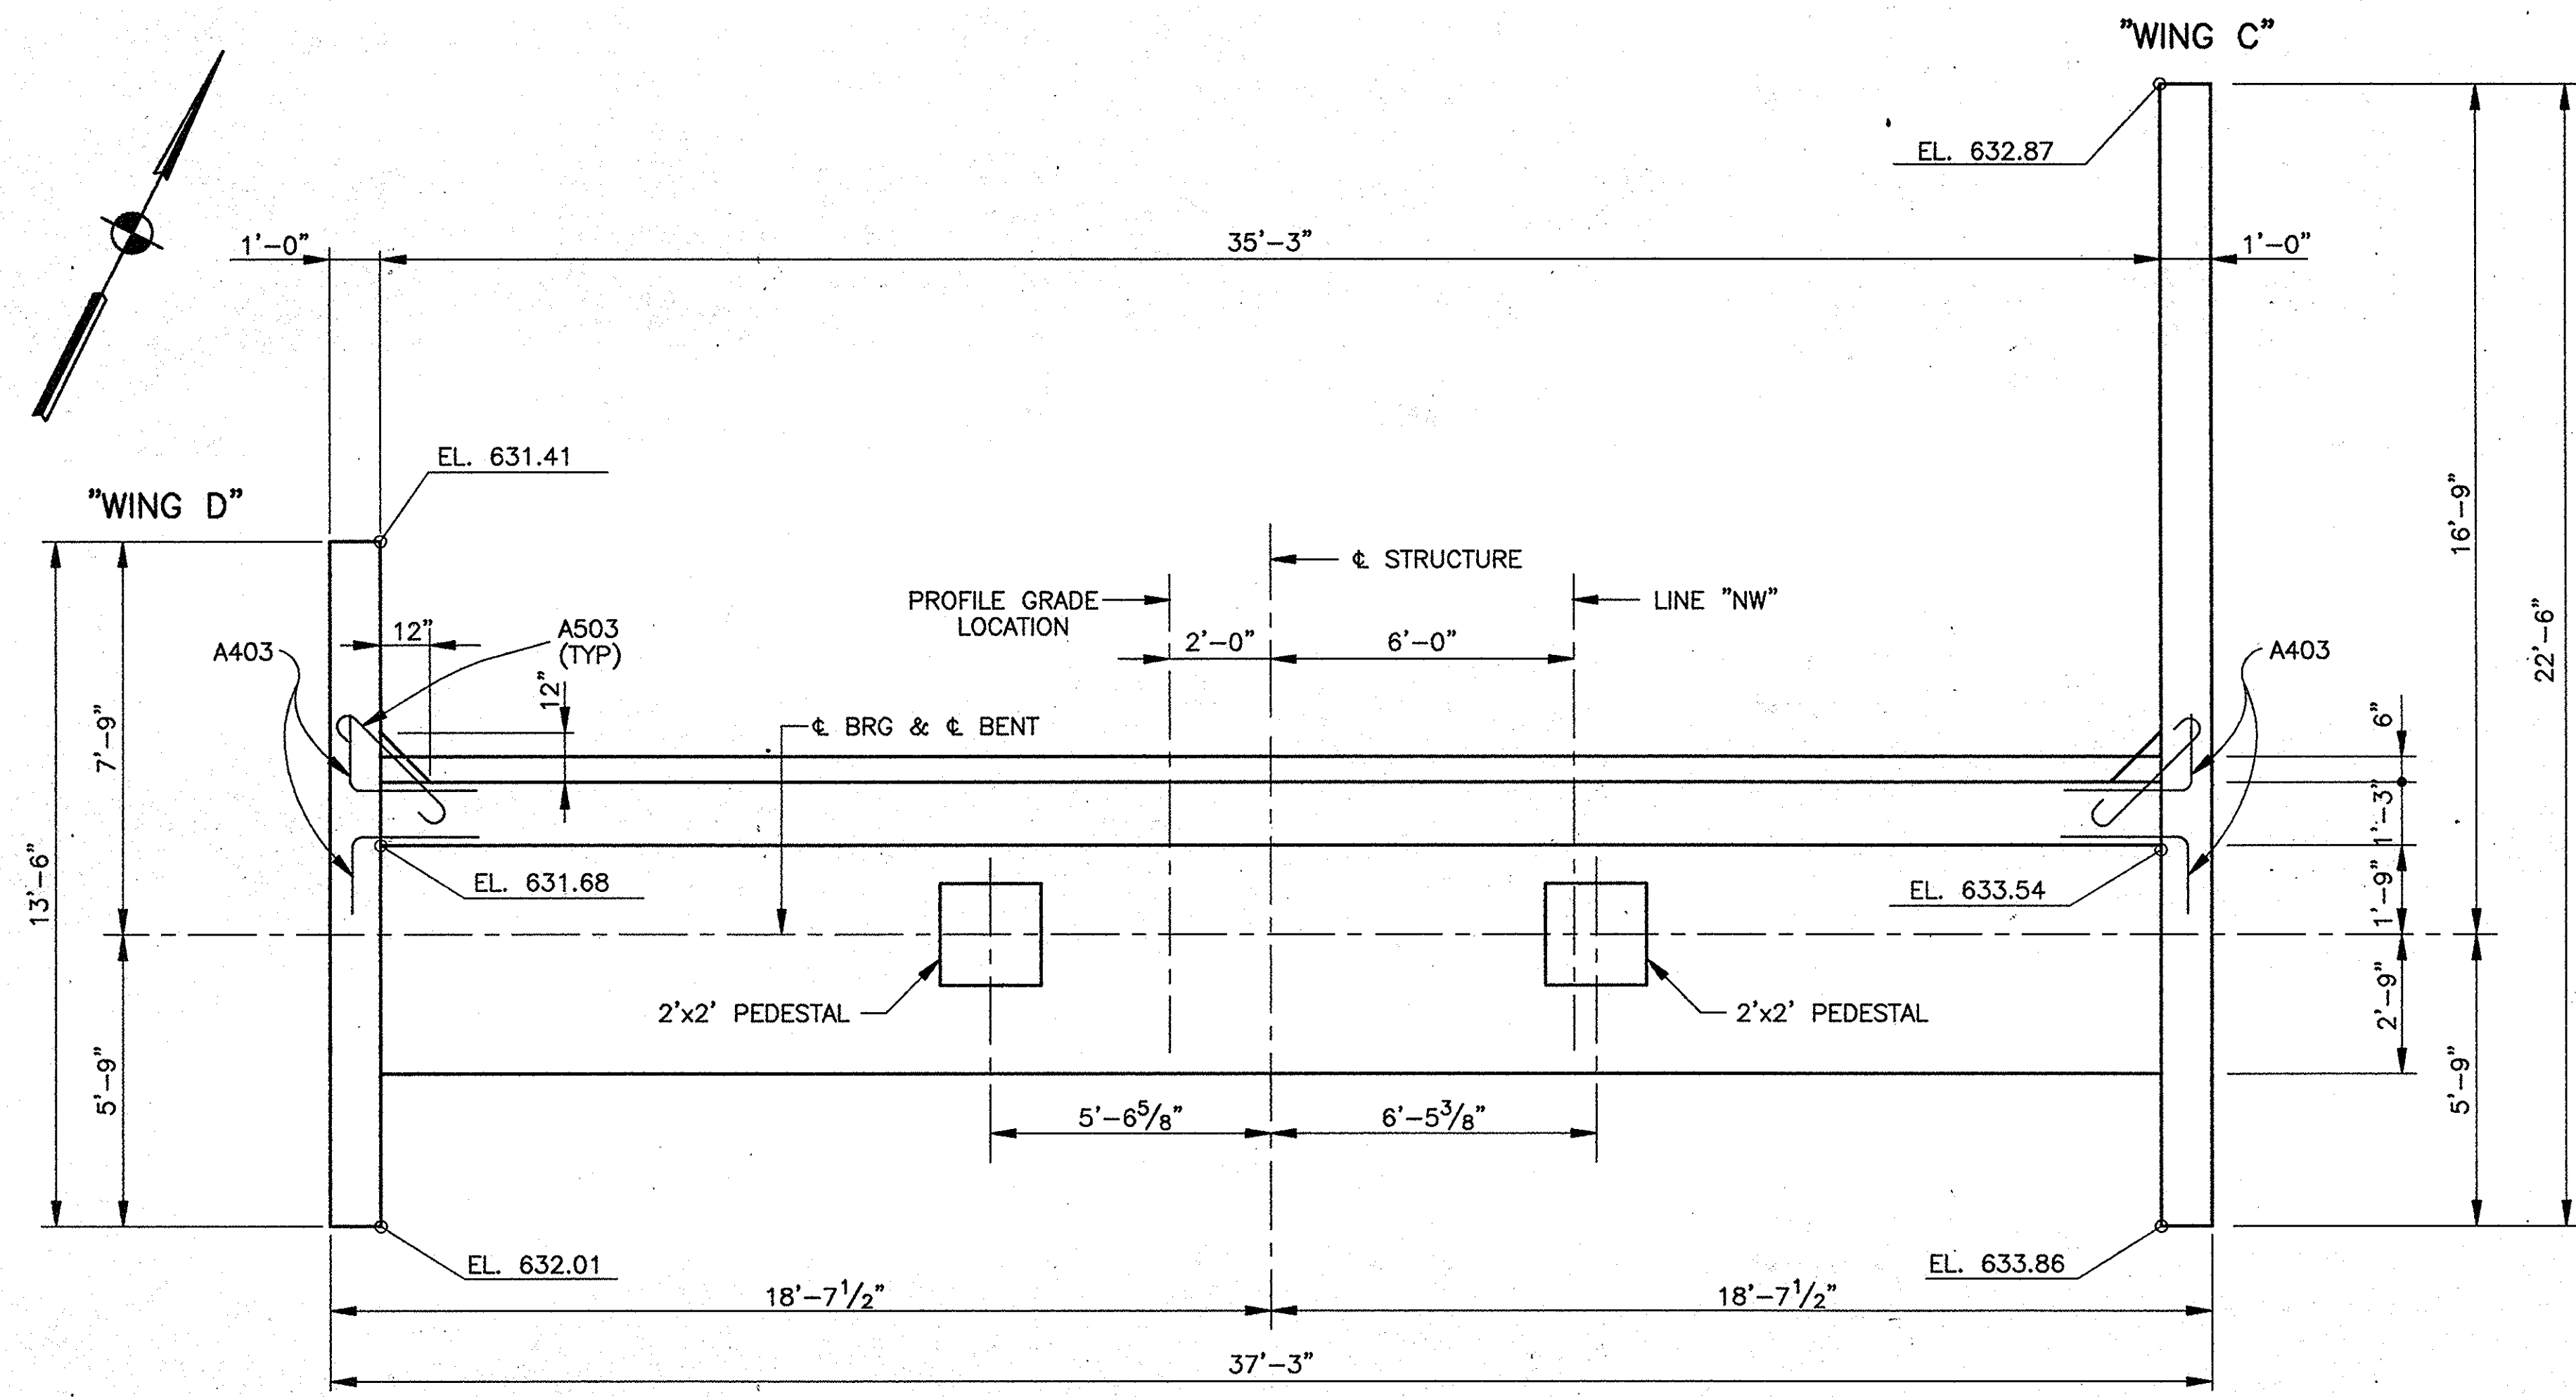 "WING C"
EL. 632.87
1'-0"
35'-3"
1'-0"
EL. 631.41
"WING D"
16'-9"
℄ STRUCTURE
PROFILE GRADE
LOCATION
LINE "NW"
12"
A503
(TYP)
A403
2'-0"
6'-0"
A403
22'-6"
12"
℄ BRG & ℄ BENT
6"
7'-9"
1'-3"
13'-6"
EL. 631.68
EL. 633.54
1'-9"
2'x2' PEDESTAL
2'x2' PEDESTAL
2'-9"
5'-9"
5'-9"
5'-6 5/8"
6'-5 3/8"
EL. 632.01
EL. 633.86
18'-7 1/2"
18'-7 1/2"
37'-3"